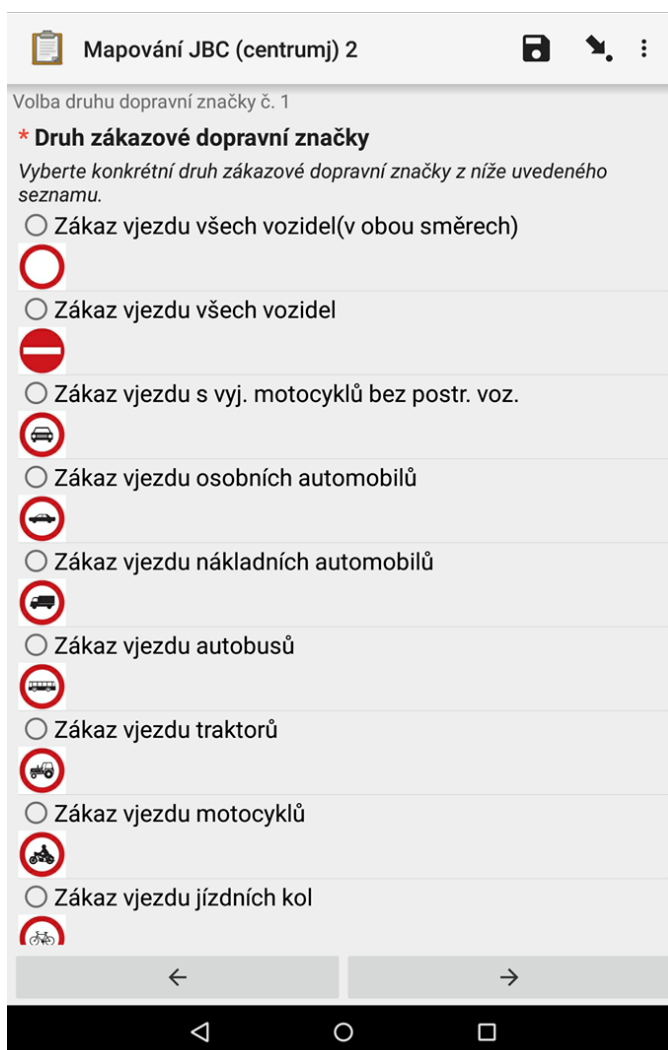 Mapování JBC (centrumj) 2
Volba druhu dopravní značky č. 1
* Druh zákazové dopravní značky
Vyberte konkrétní druh zákazové dopravní značky z níže uvedeného
seznamu.
Zákaz vjezdu všech vozidel(v obou směrech)
Zákaz vjezdu všech vozidel
Zákaz vjezdu s vyj. motocyklů bez postr. voz.
Zákaz vjezdu osobních automobilů
Zákaz vjezdu nákladních automobilů
Zákaz vjezdu autobusů
Zákaz vjezdu traktorů
Zákaz vjezdu motocyklů
Zákaz vjezdu jízdních kol